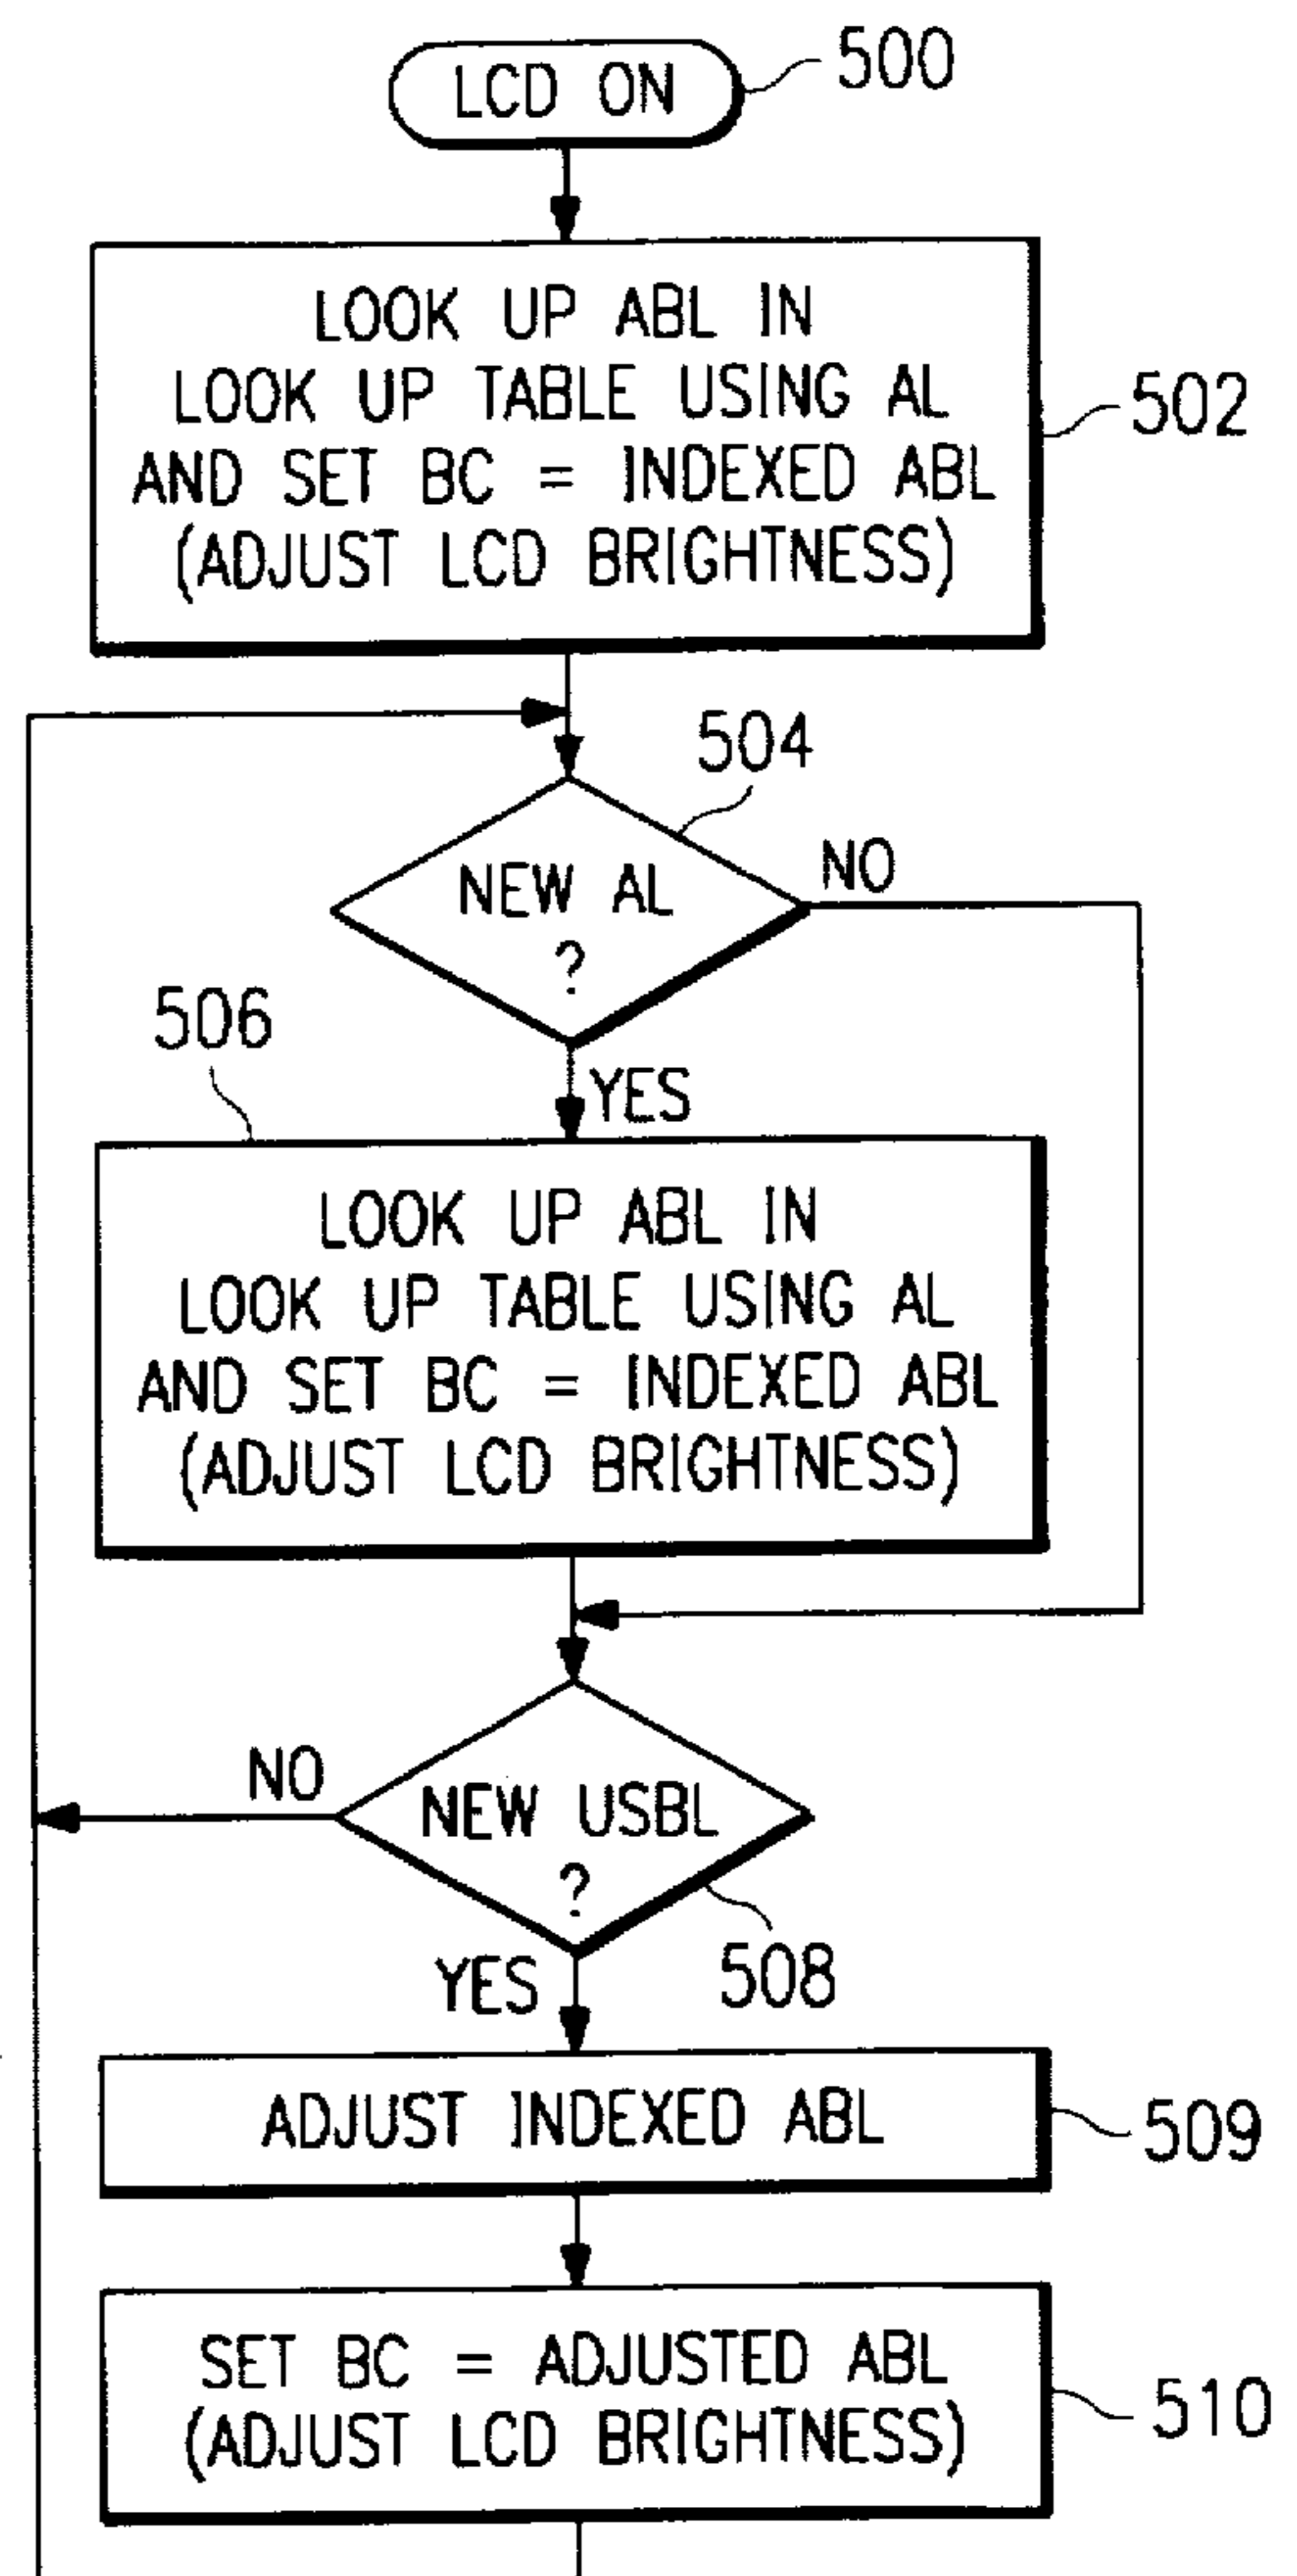 LCD ON
500
LOOK UP ABL IN
LOOK UP TABLE USING AL
AND SET BC = INDEXED ABL
(ADJUST LCD BRIGHTNESS)
502
504
NEW AL
?
NO
YES
506
LOOK UP ABL IN
LOOK UP TABLE USING AL
AND SET BC = INDEXED ABL
(ADJUST LCD BRIGHTNESS)
NEW USBL
?
NO
YES
508
ADJUST INDEXED ABL
509
SET BC = ADJUSTED ABL
(ADJUST LCD BRIGHTNESS)
510